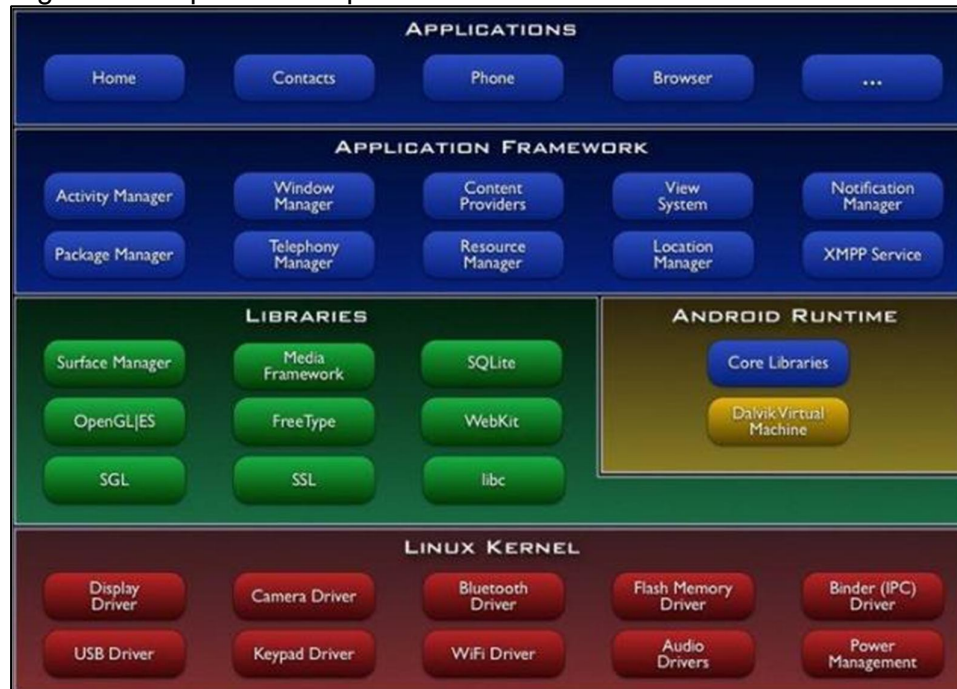 APPLICATIONS
Home
Contacts
Phone
Browser
...
APPLICATION FRAMEWORK
Activity Manager
Window
Manager
Content
Providers
View
System
Notification
Manager
Package Manager
Telephony
Manager
Resource
Manager
Location
Manager
XMPP Service
LIBRARIES
Surface Manager
Media
Framework
SQLite
OpenGL|ES
FreeType
WebKit
SGL
SSL
libc
ANDROID RUNTIME
Core Libraries
Dalvik Virtual
Machine
LINUX KERNEL
Display
Driver
Camera Driver
Bluetooth
Driver
Flash Memory
Driver
Binder (IPC)
Driver
USB Driver
Keypad Driver
WiFi Driver
Audio
Drivers
Power
Management